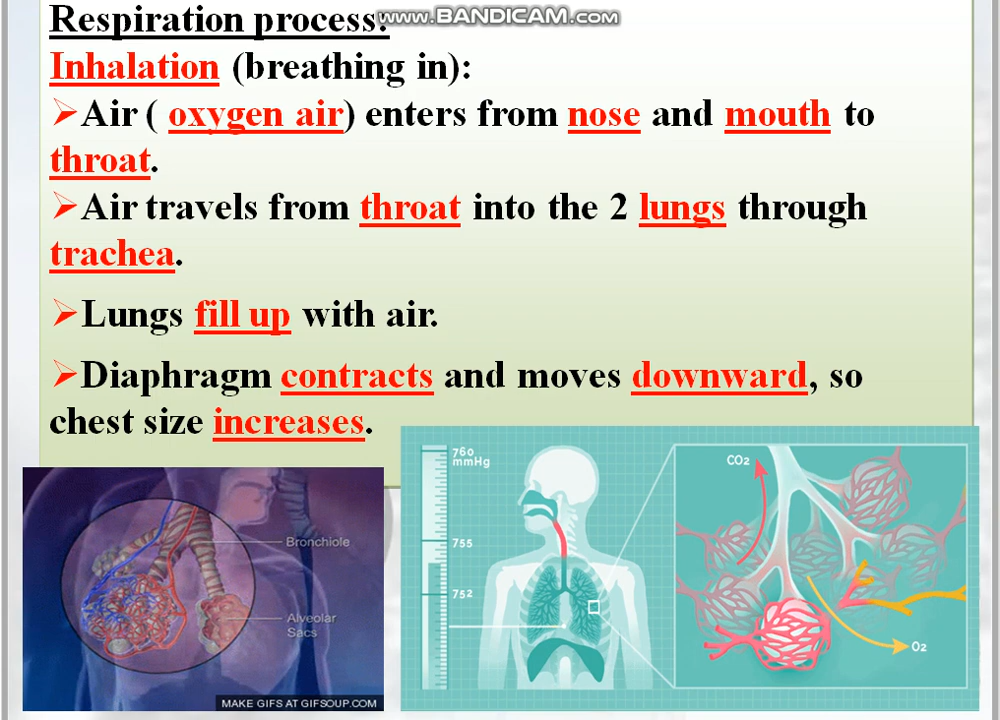 www.BANDICAM.com
Respiration process:
Inhalation (breathing in):
➢Air ( oxygen air) enters from nose and mouth to
throat.
➢Air travels from throat into the 2 lungs through
trachea.
➢Lungs fill up with air.
➢Diaphragm contracts and moves downward, so
chest size increases.
Bronchiole
Alveolar
Sacs
MAKE GIFS AT GIFSOUP.COM
760
mmHg
755
752
CO2
O2